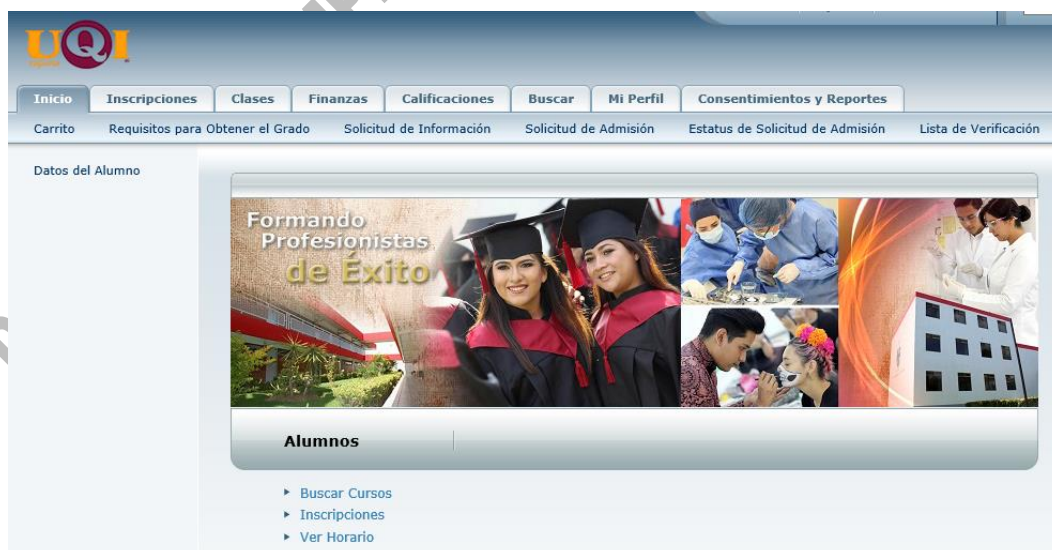 UQI
Inicio Inscripciones Clases Finanzas Calificaciones Buscar Mi Perfil Consentimientos y Reportes
Carrito Requisitos para Obtener el Grado Solicitud de Información Solicitud de Admisión Estatus de Solicitud de Admisión Lista de Verificación
Datos del Alumno
Formando
Profesionistas
de Éxito
Alumnos
Buscar Cursos
Inscripciones
Ver Horario